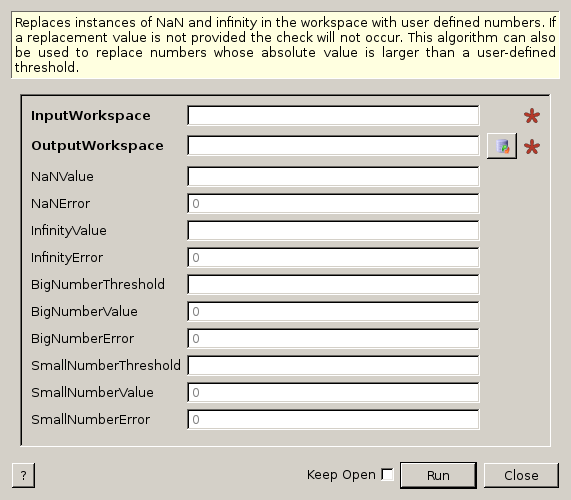 Replaces instances of NaN and infinity in the workspace with user defined numbers. If
a replacement value is not provided the check will not occur. This algorithm can also
be used to replace numbers whose absolute value is larger than a user-defined
threshold.
InputWorkspace
OutputWorkspace
NaNValue
NaNError 0
InfinityValue
InfinityError 0
BigNumberThreshold
BigNumberValue 0
BigNumberError 0
SmallNumberThreshold
SmallNumberValue 0
SmallNumberError 0
? Keep Open Run Close